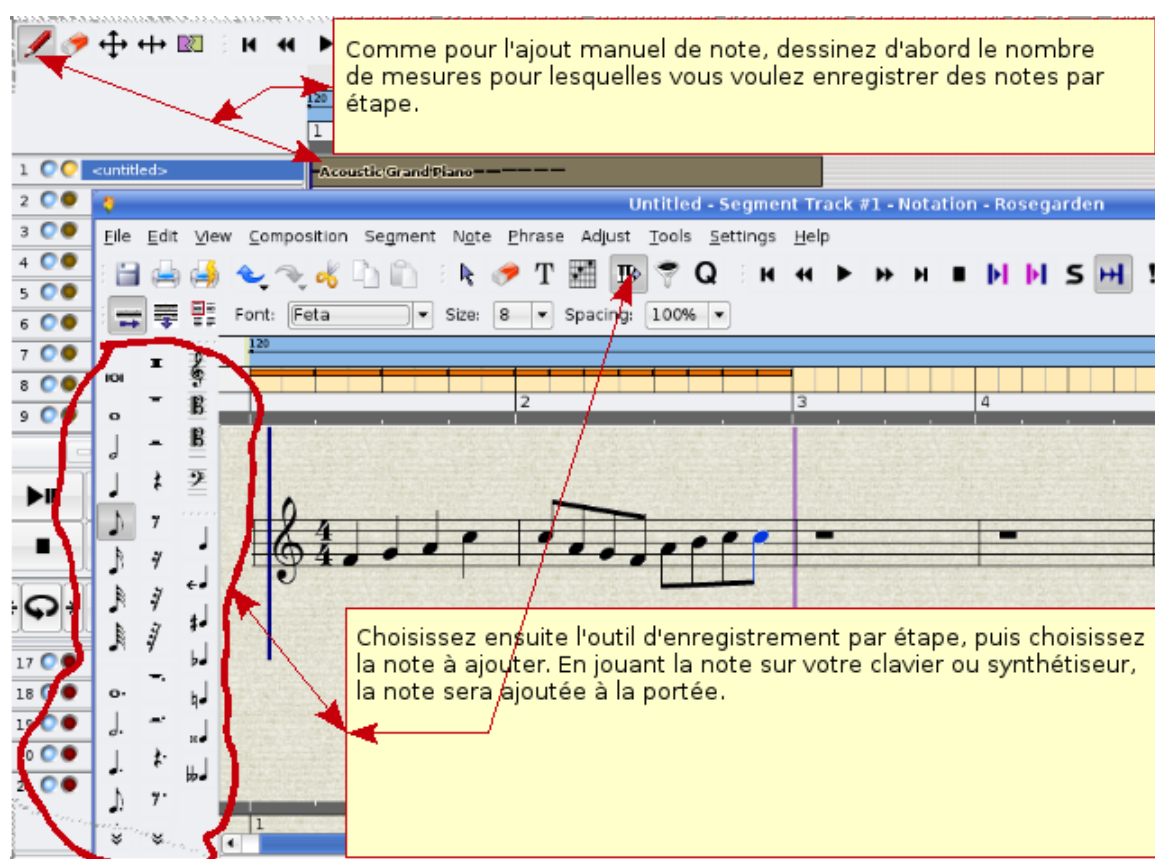 Comme pour l'ajout manuel de note, dessinez d'abord le nombre
de mesures pour lesquelles vous voulez enregistrer des notes par
étape.
120
1
1 <untitled> Acoustic Grand Piano
2
Untitled - Segment Track #1 - Notation - Rosegarden
3
File Edit View Composition Segment Note Phrase Adjust Tools Settings Help
4
T Q S !
5
6
Font: Feta Size: 8 Spacing: 100%
7
120
8
9
2 3 4
Choisissez ensuite l'outil d'enregistrement par étape, puis choisissez
la note à ajouter. En jouant la note sur votre clavier ou synthétiseur,
la note sera ajoutée à la portée.
17
18
1